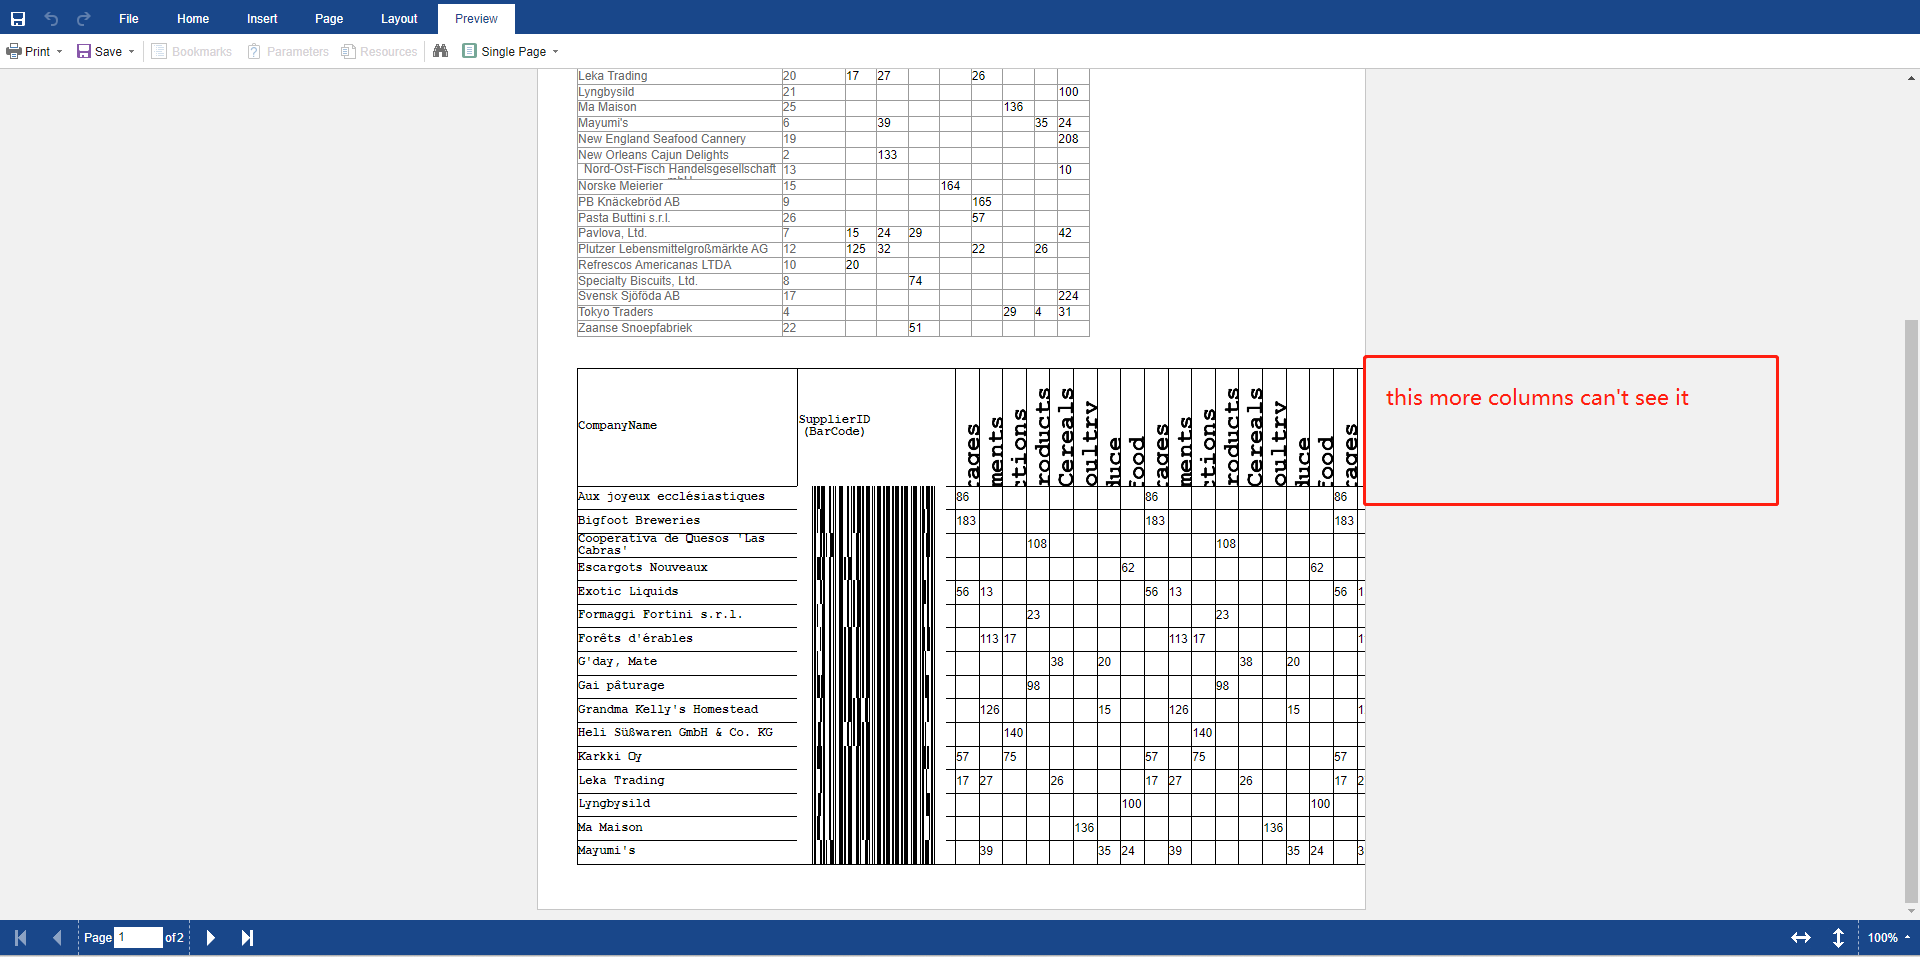 File Home Insert Page Layout Preview
Print Save Bookmarks Parameters Resources Single Page
Leka Trading 20 17 27 26
Lyngbysild 21 100
Ma Maison 25 136
Mayumi's 6 39 35 24
New England Seafood Cannery 19 208
New Orleans Cajun Delights 2 133
Nord-Ost-Fisch Handelsgesellschaft 13 10
Norske Meierier 15 164
PB Knäckebröd AB 9 165
Pasta Buttini s.r.l. 26 57
Pavlova, Ltd. 7 15 24 29 42
Plutzer Lebensmittelgroßmärkte AG 12 125 32 22 26
Refrescos Americanas LTDA 10 20
Specialty Biscuits, Ltd. 8 74
Svensk Sjöföda AB 17 224
Tokyo Traders 4 29 4 31
Zaanse Snoepfabriek 22 51
this more columns can't see it
CompanyName SupplierID
(BarCode)
rages ments ctions roducts Cereals oultry duce food rages ments ctions roducts Cereals oultry duce food rages
Aux joyeux ecclésiastiques 86 86 86
Bigfoot Breweries 183 183 183
Cooperativa de Quesos 'Las
Cabras' 108 108
Escargots Nouveaux 62 62
Exotic Liquids 56 13 56 13 56 1
Formaggi Fortini s.r.l. 23 23
Forêts d'érables 113 17 113 17 1
G'day, Mate 38 20 38 20
Gai pâturage 98 98
Grandma Kelly's Homestead 126 15 126 15 1
Heli Süßwaren GmbH & Co. KG 140 140
Karkki Oy 57 75 57 75 57
Leka Trading 17 27 26 17 27 26 17 2
Lyngbysild 100 100
Ma Maison 136 136
Mayumi's 39 35 24 39 35 24 3
Page 1 of 2 100%